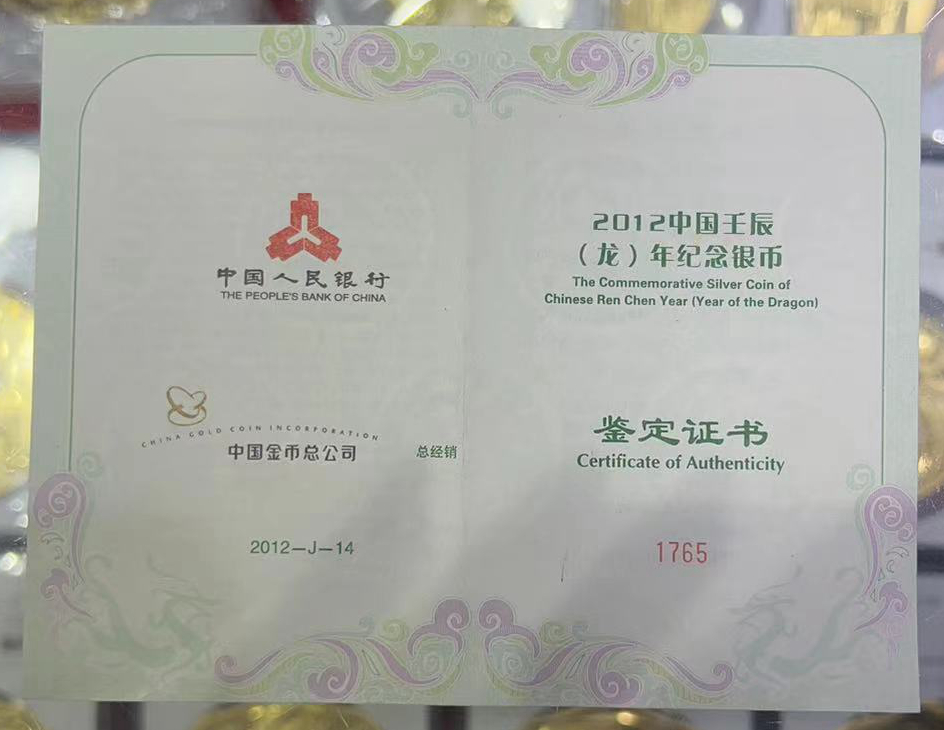 中国人民银行
THE PEOPLE'S BANK OF CHINA
CHINA GOLD COIN INCORPORATION
中国金币总公司
总经销
2012—J—14
2012中国壬辰
（龙）年纪念银币
The Commemorative Silver Coin of
Chinese Ren Chen Year (Year of the Dragon)
鉴定证书
Certificate of Authenticity
1765